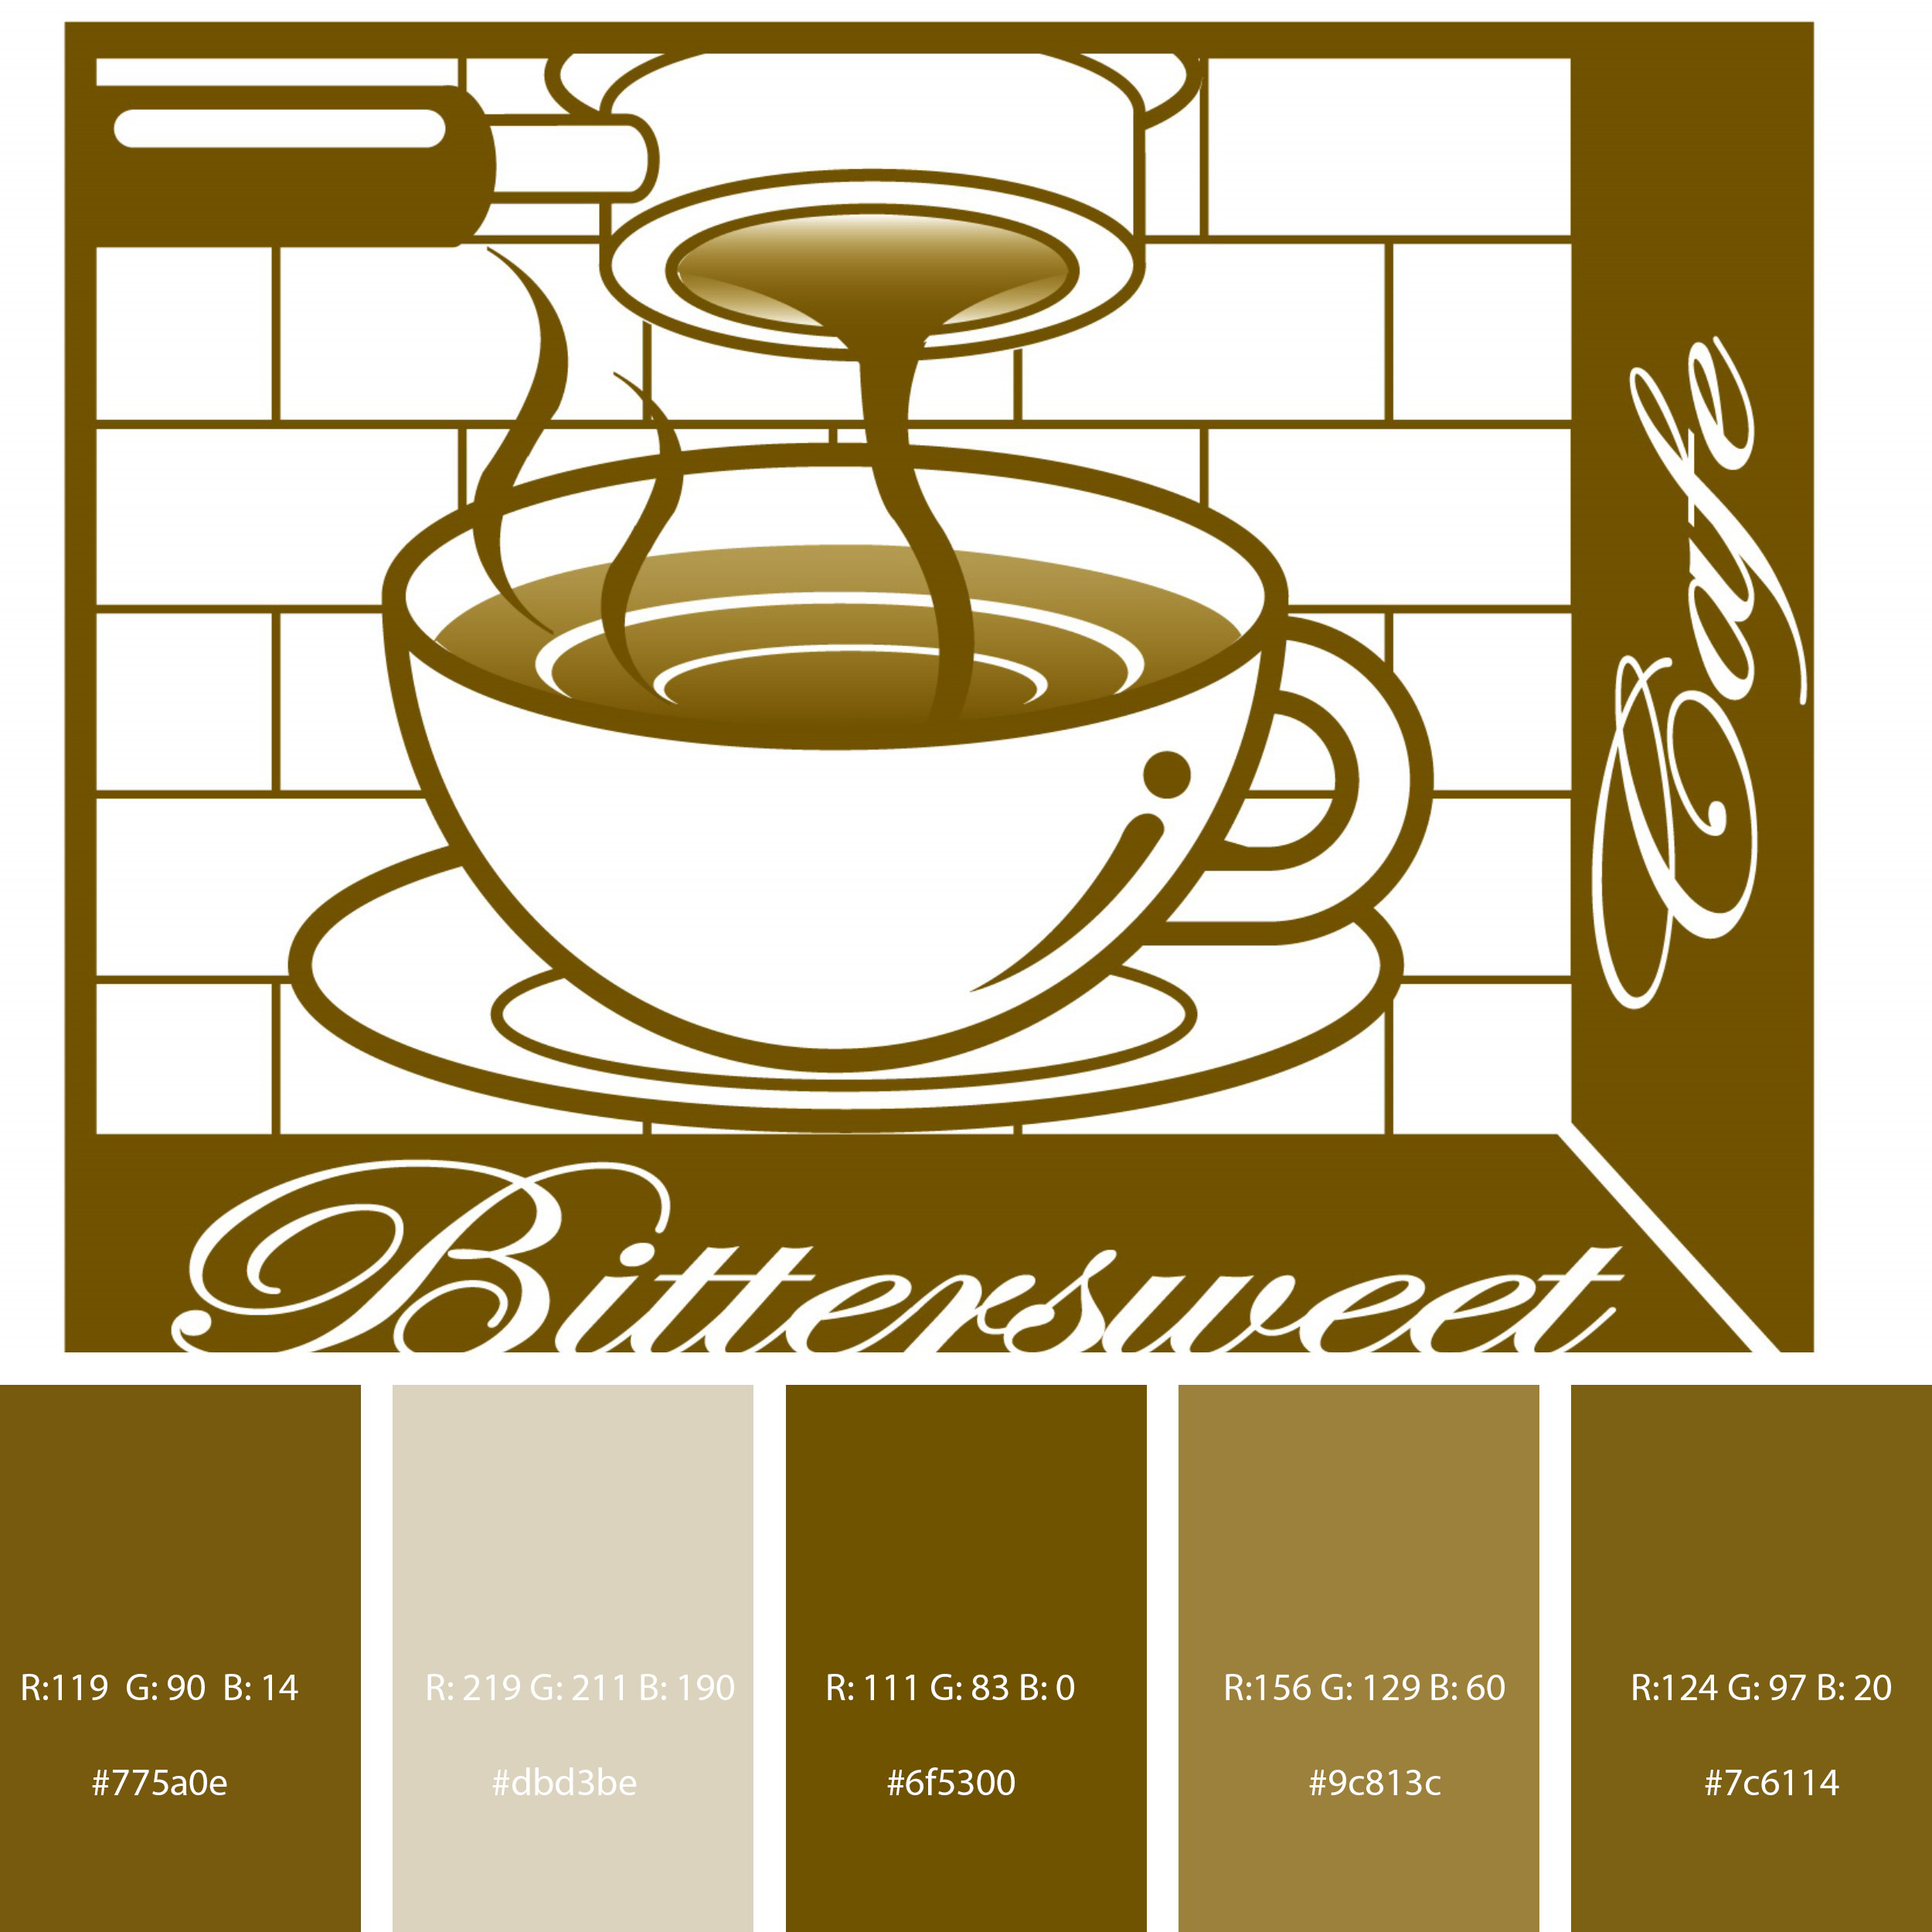 Cafe
Bittersweet
R:119 G: 90 B: 14
#775a0e
R: 219 G: 211 B: 190
#dbd3be
R: 111 G: 83 B: 0
#6f5300
R:156 G: 129 B: 60
#9c813c
R:124 G: 97 B: 20
#7c6114